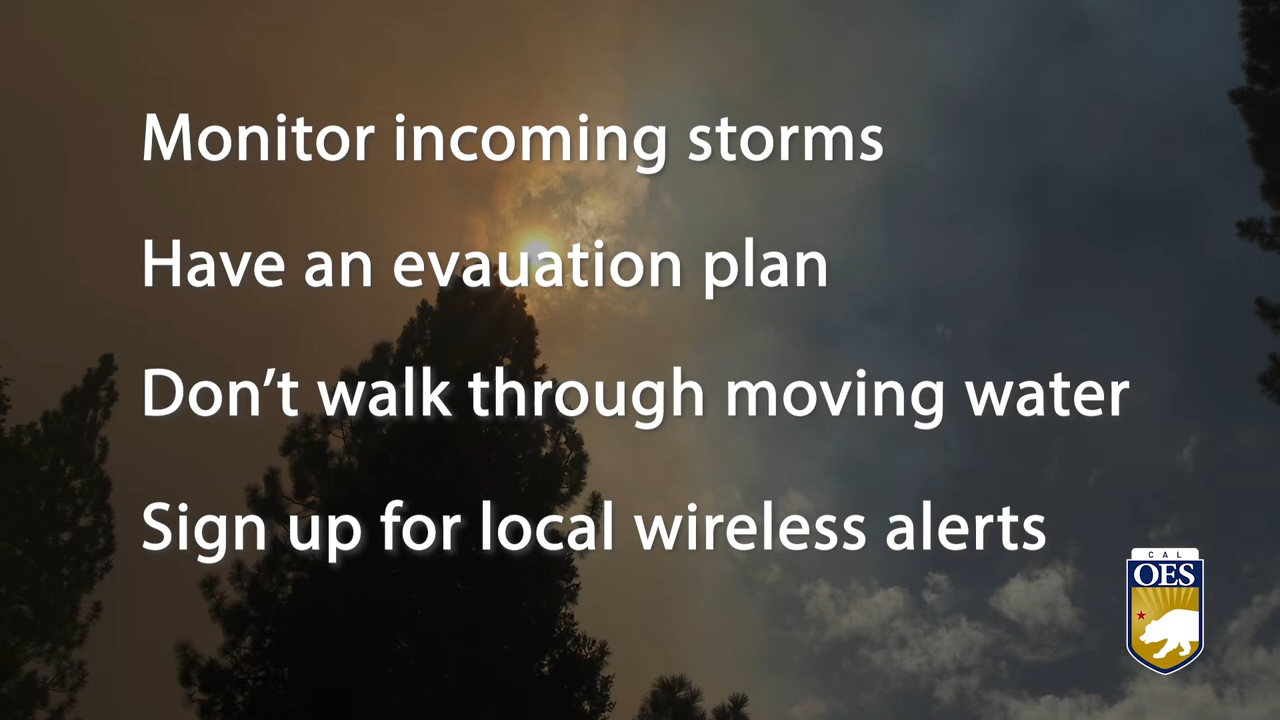 Monitor incoming storms
Have an evauation plan
Don’t walk through moving water
Sign up for local wireless alerts
CAL
OES